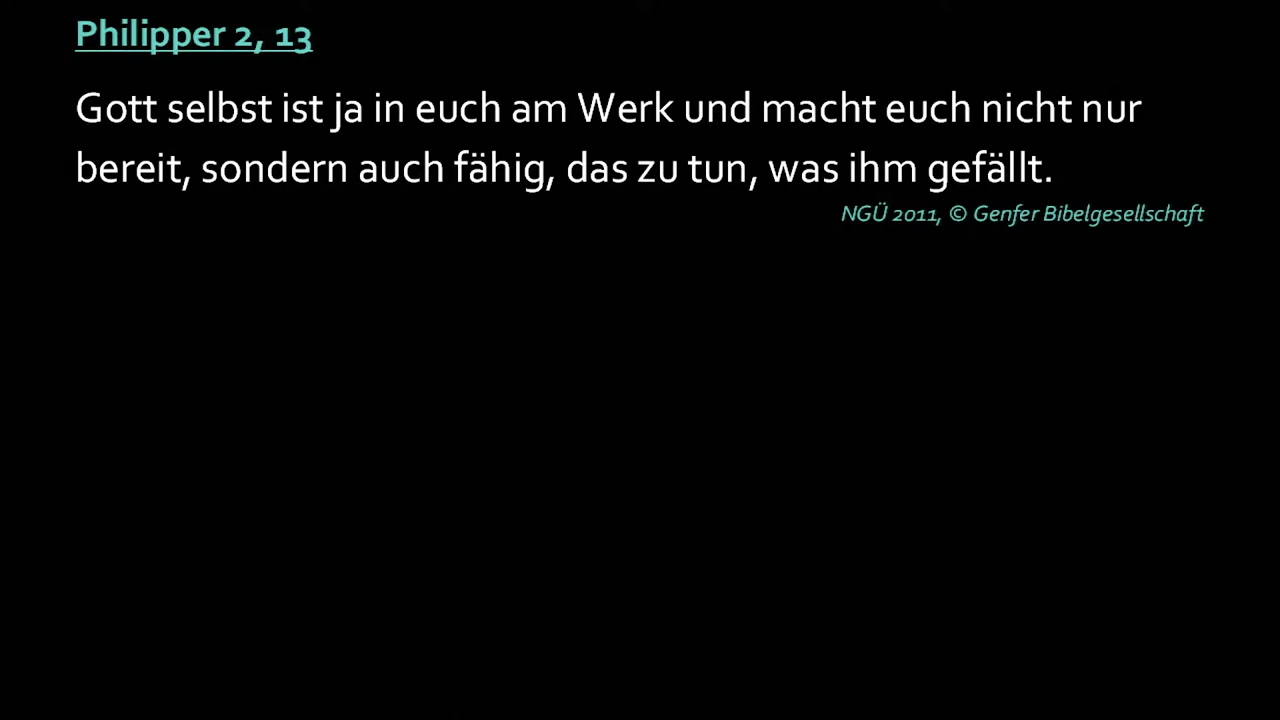 Philipper 2, 13
Gott selbst ist ja in euch am Werk und macht euch nicht nur
bereit, sondern auch fähig, das zu tun, was ihm gefällt.
NGÜ 2011, © Genfer Bibelgesellschaft